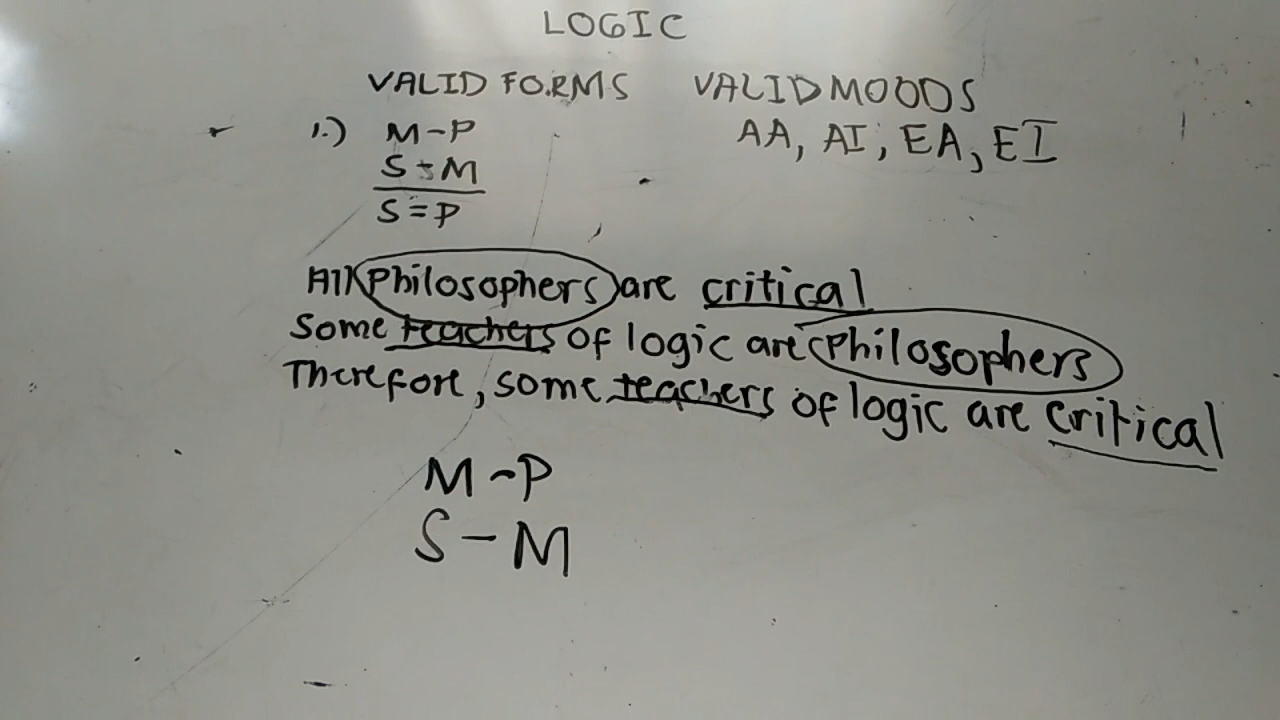 LOGIC
VALID FORMS VALID MOODS
1.) M-P AA, AI, EA, EI
S-M
S=P
All Philosophers are critical
Some teachers of logic are Philosophers
Therefore, some teachers of logic are critical
M-P
S-M